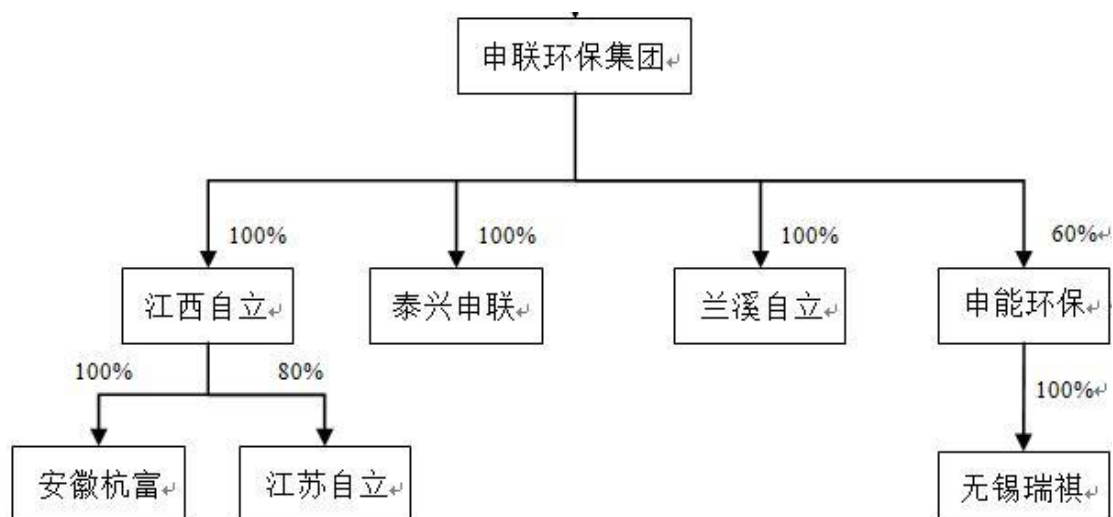 申联环保集团
100%
100%
100%
60%
江西自立
泰兴申联
兰溪自立
申能环保
100%
80%
100%
安徽杭富
江苏自立
无锡瑞祺